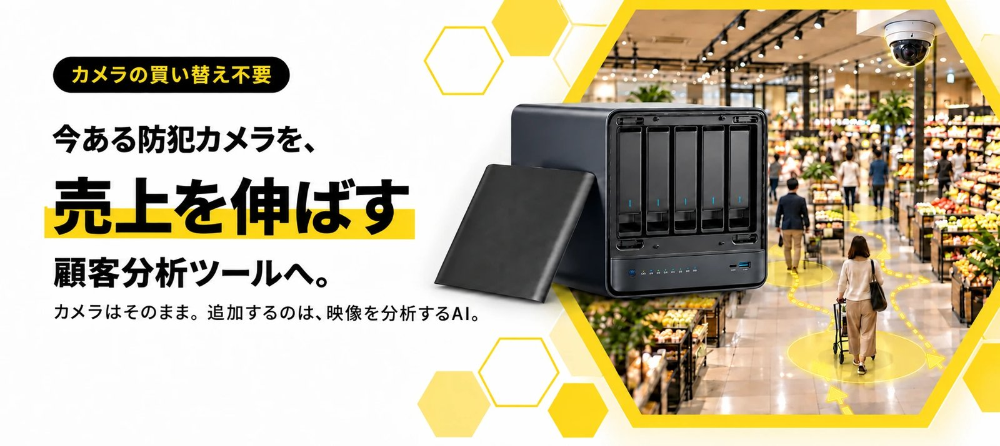 カメラの買い替え不要
今ある防犯カメラを、
売上を伸ばす
顧客分析ツールへ。
カメラはそのまま。追加するのは、映像を分析するAI。